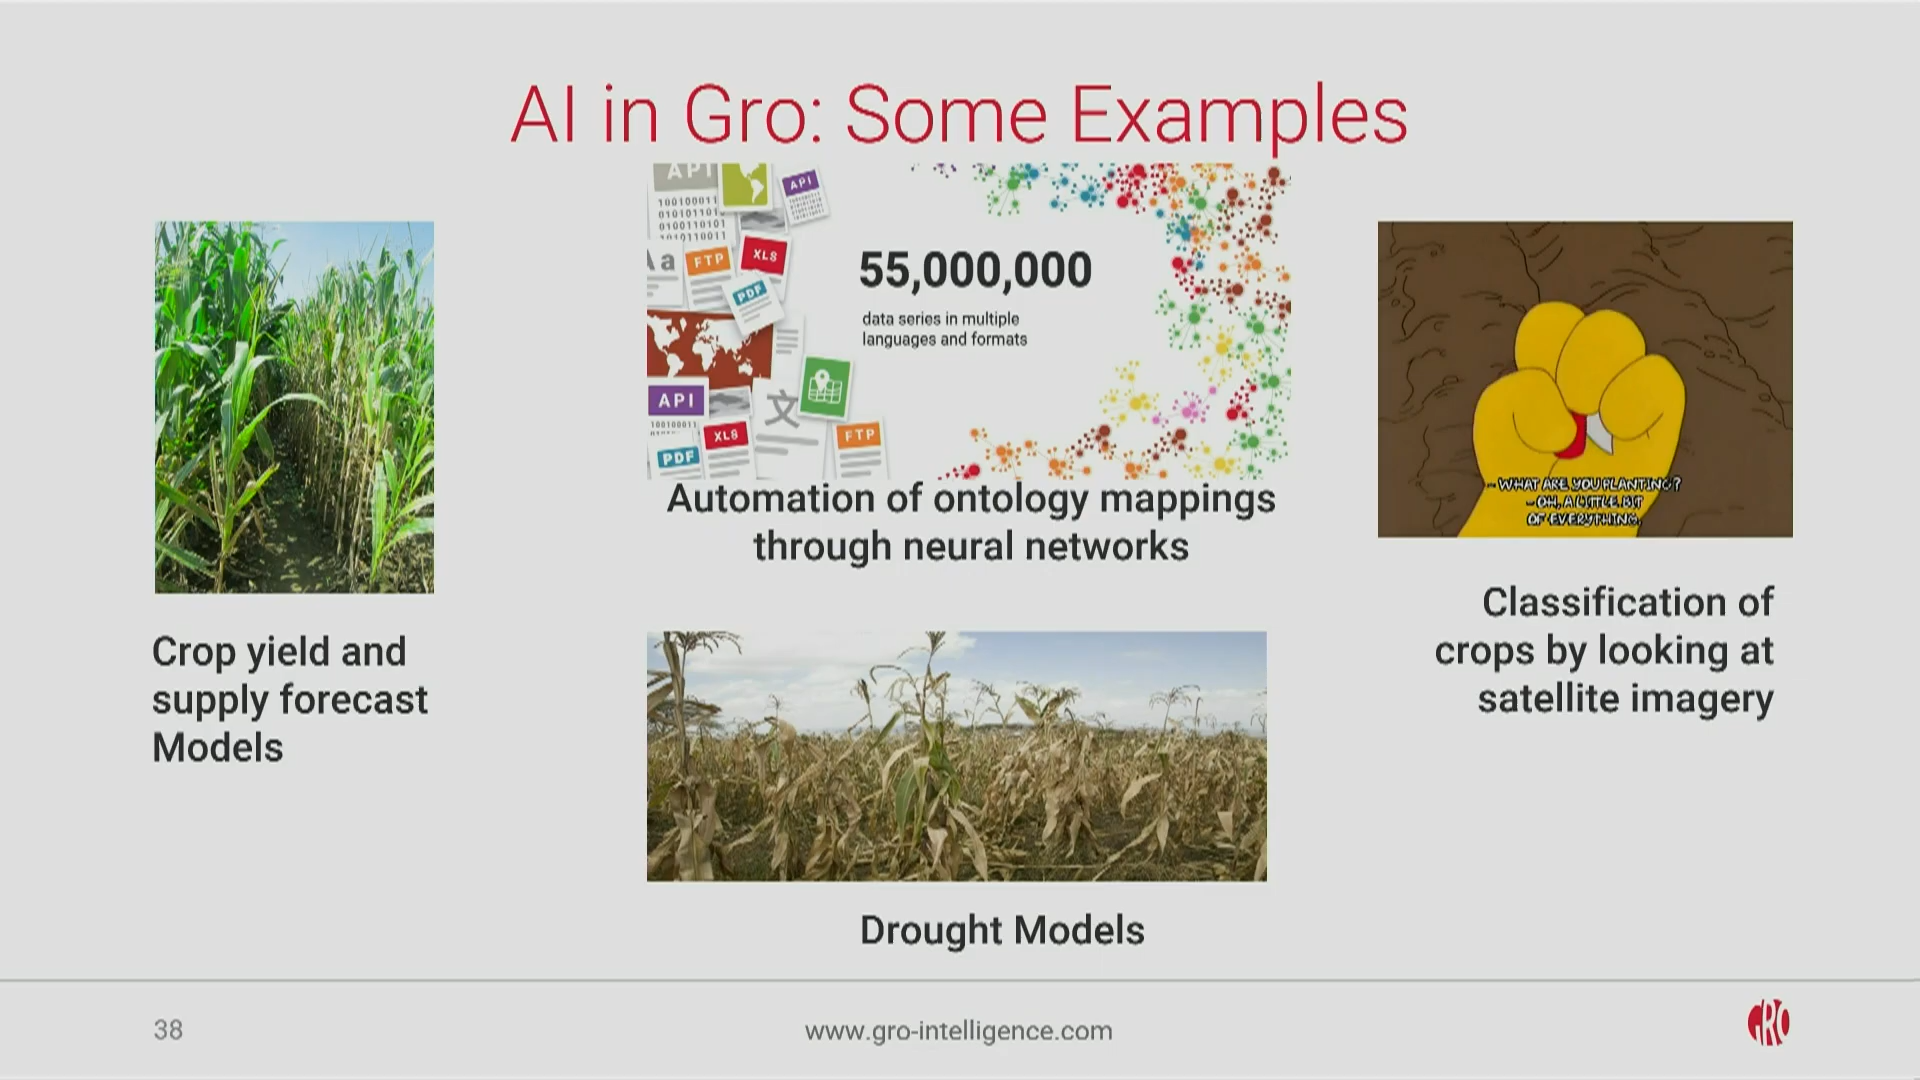 AI in Gro: Some Examples
API
API
100100011
010101101
0100110101
1010110011
Aa
FTP
XLS
PDF
55,000,000
data series in multiple
languages and formats
API
文
100100011
XLS
FTP
PDF
Automation of ontology mappings
through neural networks
- WHAT ARE YOU PLANTING?
- OH, A LITTLE BIT
OF EVERYTHING.
Crop yield and
supply forecast
Models
Classification of
crops by looking at
satellite imagery
Drought Models
38
www.gro-intelligence.com
GRO